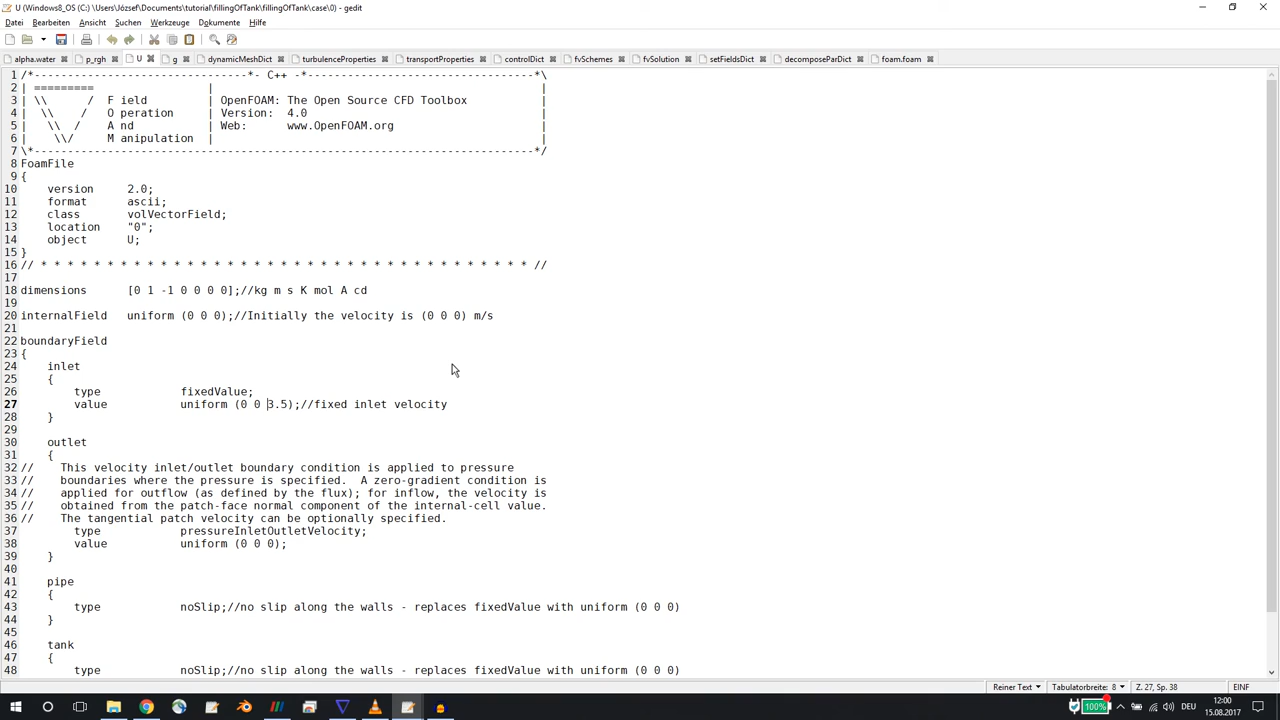 U (Windows8_OS (C:) \Users\József\Documents\tutorial\fillingOfTank\fillingOfTank\case\0) - gedit
Datei Bearbeiten Ansicht Suchen Werkzeuge Dokumente Hilfe
alpha.water p_rgh U g dynamicMeshDict turbulenceProperties transportProperties controlDict fvSchemes fvSolution setFieldsDict decomposeParDict foam.foam
1 /*--------------------------------*- C++ -*----------------------------------*\
2 | ========= | |
3 | \\ / F ield | OpenFOAM: The Open Source CFD Toolbox |
4 | \\ / O peration | Version: 4.0 |
5 | \\ / A nd | Web: www.OpenFOAM.org |
6 | \\/ M anipulation | |
7 \*---------------------------------------------------------------------------*/
8 FoamFile
9 {
10 version 2.0;
11 format ascii;
12 class volVectorField;
13 location "0";
14 object U;
15 }
16 // * * * * * * * * * * * * * * * * * * * * * * * * * * * * * * * * * * * * * //
17
18 dimensions [0 1 -1 0 0 0 0];//kg m s K mol A cd
19
20 internalField uniform (0 0 0);//Initially the velocity is (0 0 0) m/s
21
22 boundaryField
23 {
24 inlet
25 {
26 type fixedValue;
27 value uniform (0 0 3.5);//fixed inlet velocity
28 }
29
30 outlet
31 {
32 // This velocity inlet/outlet boundary condition is applied to pressure
33 // boundaries where the pressure is specified. A zero-gradient condition is
34 // applied for outflow (as defined by the flux); for inflow, the velocity is
35 // obtained from the patch-face normal component of the internal-cell value.
36 // The tangential patch velocity can be optionally specified.
37 type pressureInletOutletVelocity;
38 value uniform (0 0 0);
39 }
40
41 pipe
42 {
43 type noSlip;//no slip along the walls - replaces fixedValue with uniform (0 0 0)
44 }
45
46 tank
47 {
48 type noSlip;//no slip along the walls - replaces fixedValue with uniform (0 0 0)
Reiner Text Tabulatorbreite: 8 Z. 27, Sp. 38 EINF
100% DEU 12:00
15.08.2017